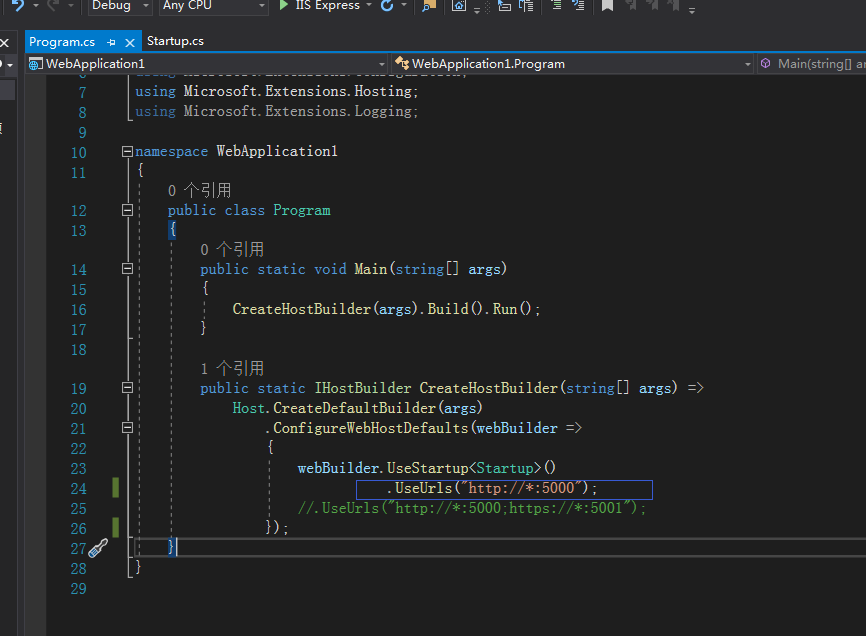 Debug Any CPU IIS Express
Program.cs Startup.cs
WebApplication1 WebApplication1.Program Main(string[] ar
using Microsoft.Extensions.Configuration;
7 using Microsoft.Extensions.Hosting;
8 using Microsoft.Extensions.Logging;
9
10 namespace WebApplication1
11 {
0 个引用
12 public class Program
13 {
0 个引用
14 public static void Main(string[] args)
15 {
16 CreateHostBuilder(args).Build().Run();
17 }
18
1 个引用
19 public static IHostBuilder CreateHostBuilder(string[] args) =>
20 Host.CreateDefaultBuilder(args)
21 .ConfigureWebHostDefaults(webBuilder =>
22 {
23 webBuilder.UseStartup<Startup>()
24 .UseUrls("http://*:5000");
25 //.UseUrls("http://*:5000;https://*:5001");
26 });
27 }
28 }
29